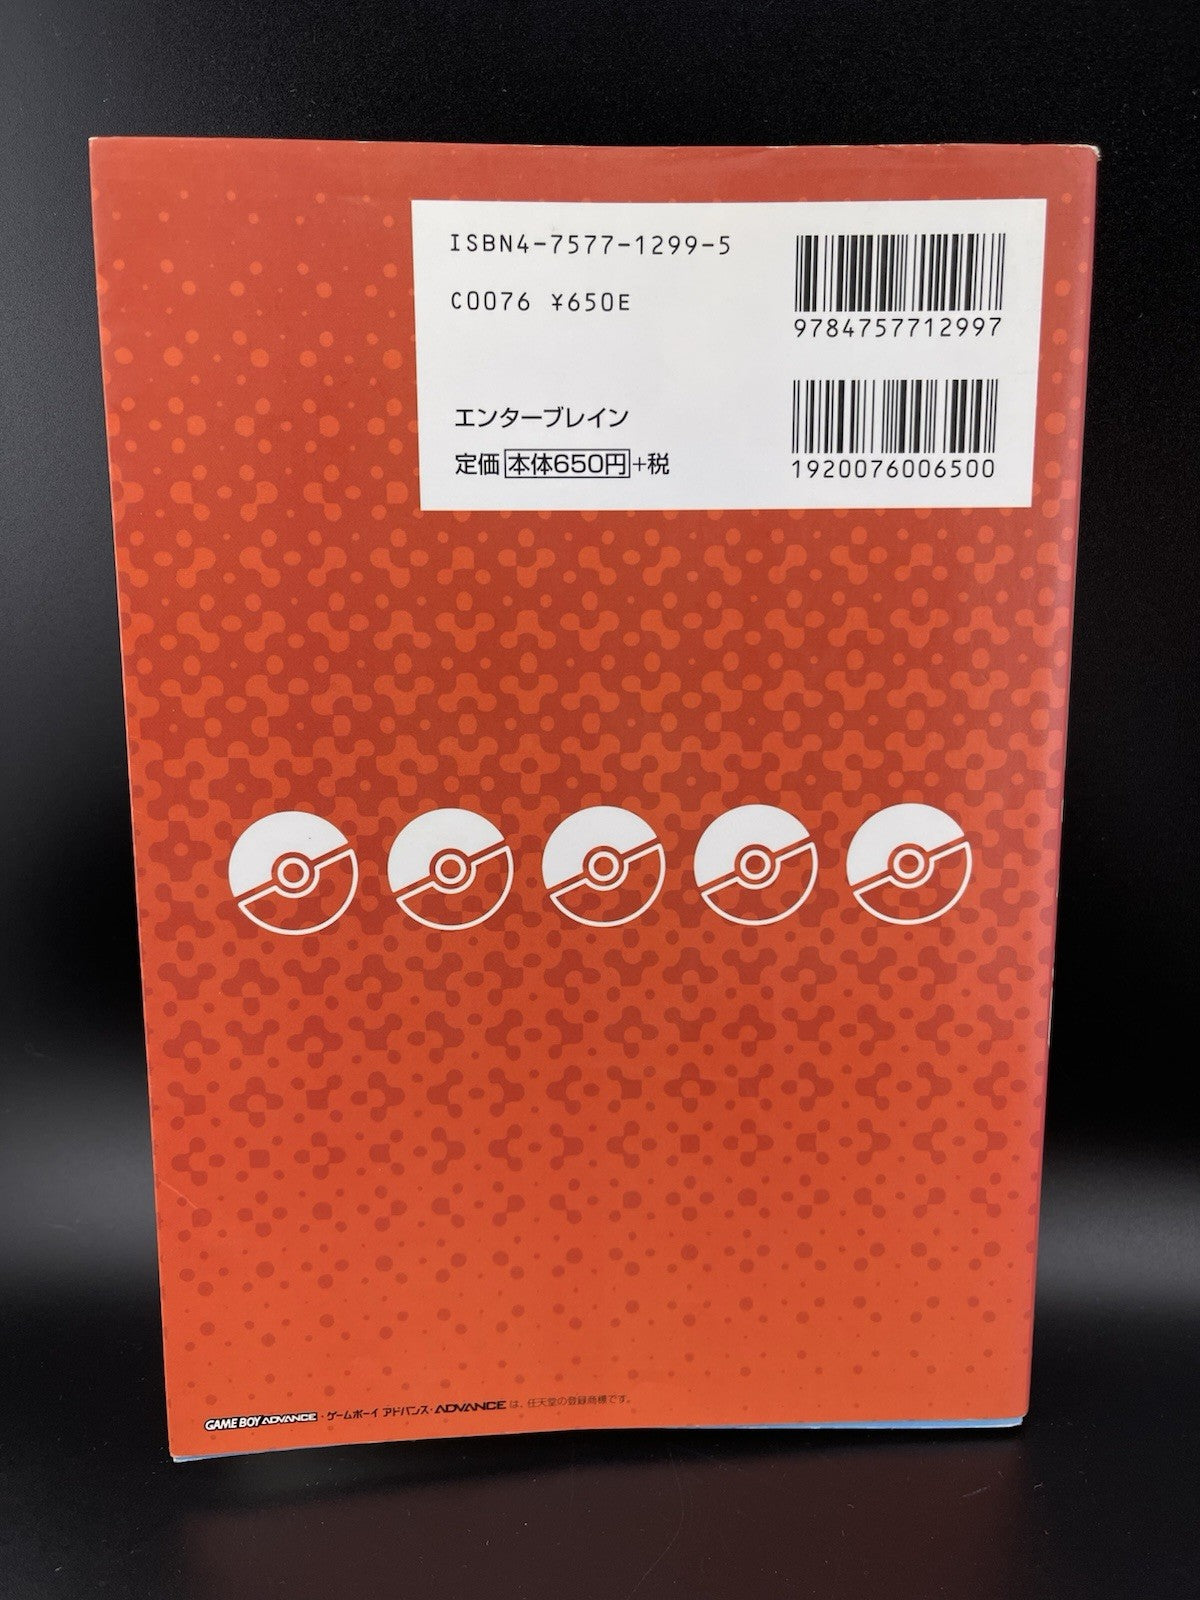 ISBN4-7577-1299-5
C0076 ¥650E
9784757712997
エンターブレイン
定価 本体650円+税
1920076006500
GAME BOY ADVANCE・ゲームボーイ アドバンス・ADVANCE は、任天堂の登録商標です。